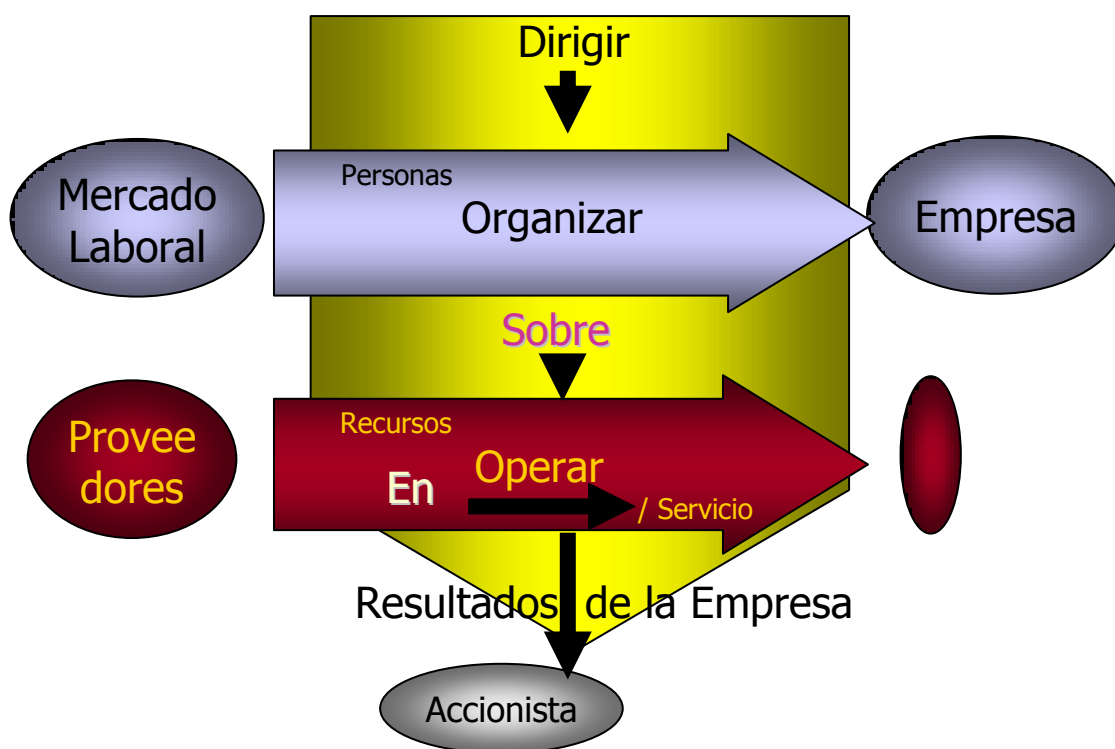 Dirigir
Personas
Mercado
Laboral
Organizar
Empresa
Sobre
Recursos
Provee
dores
Operar
En
/ Servicio
Resultados de la Empresa
Accionista